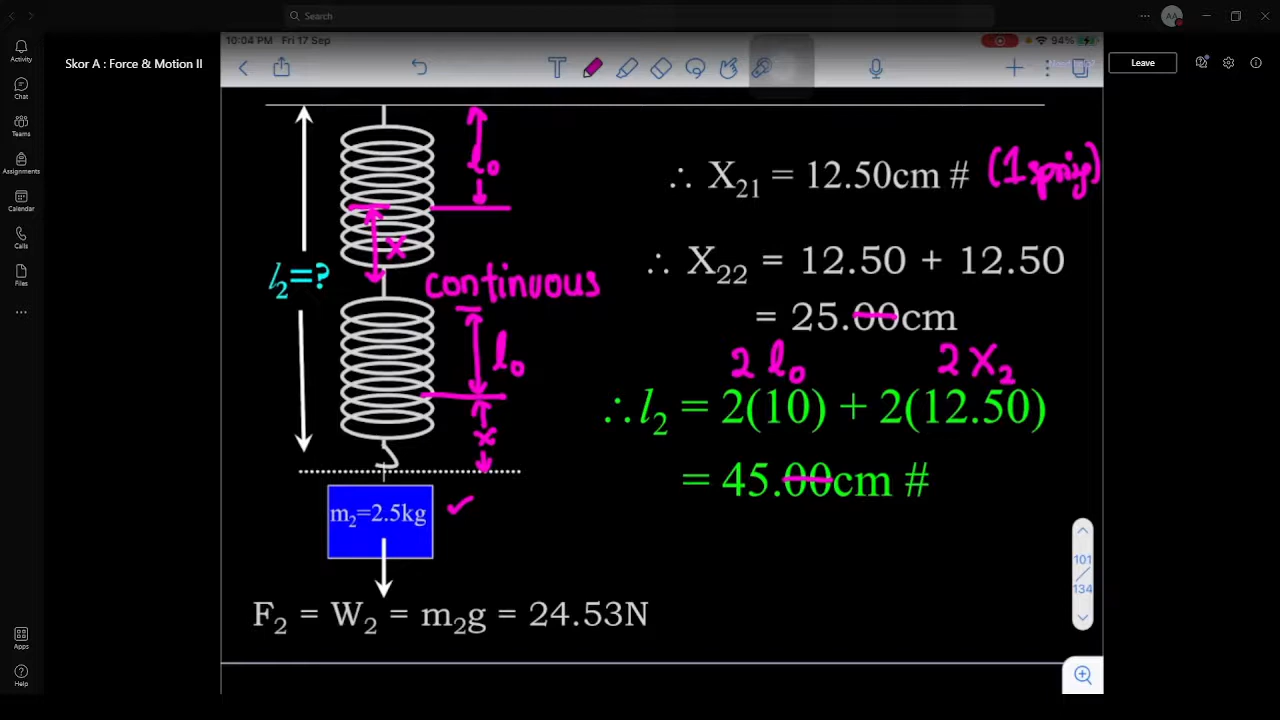 Search
AA
Activity
Chat
Teams
Assignments
Calendar
Calls
Files
Apps
Help
Skor A : Force & Motion II
Leave
10:04 PM Fri 17 Sep
94%
T
l₀
x
l₂=?
continuous
l₀
x
m₂=2.5kg
F₂ = W₂ = m₂g = 24.53N
∴ X₂₁ = 12.50cm #
∴ X₂₂ = 12.50 + 12.50
= 25.00cm
2 l₀ 2 X₂
∴l₂ = 2(10) + 2(12.50)
= 45.00cm #
101
134